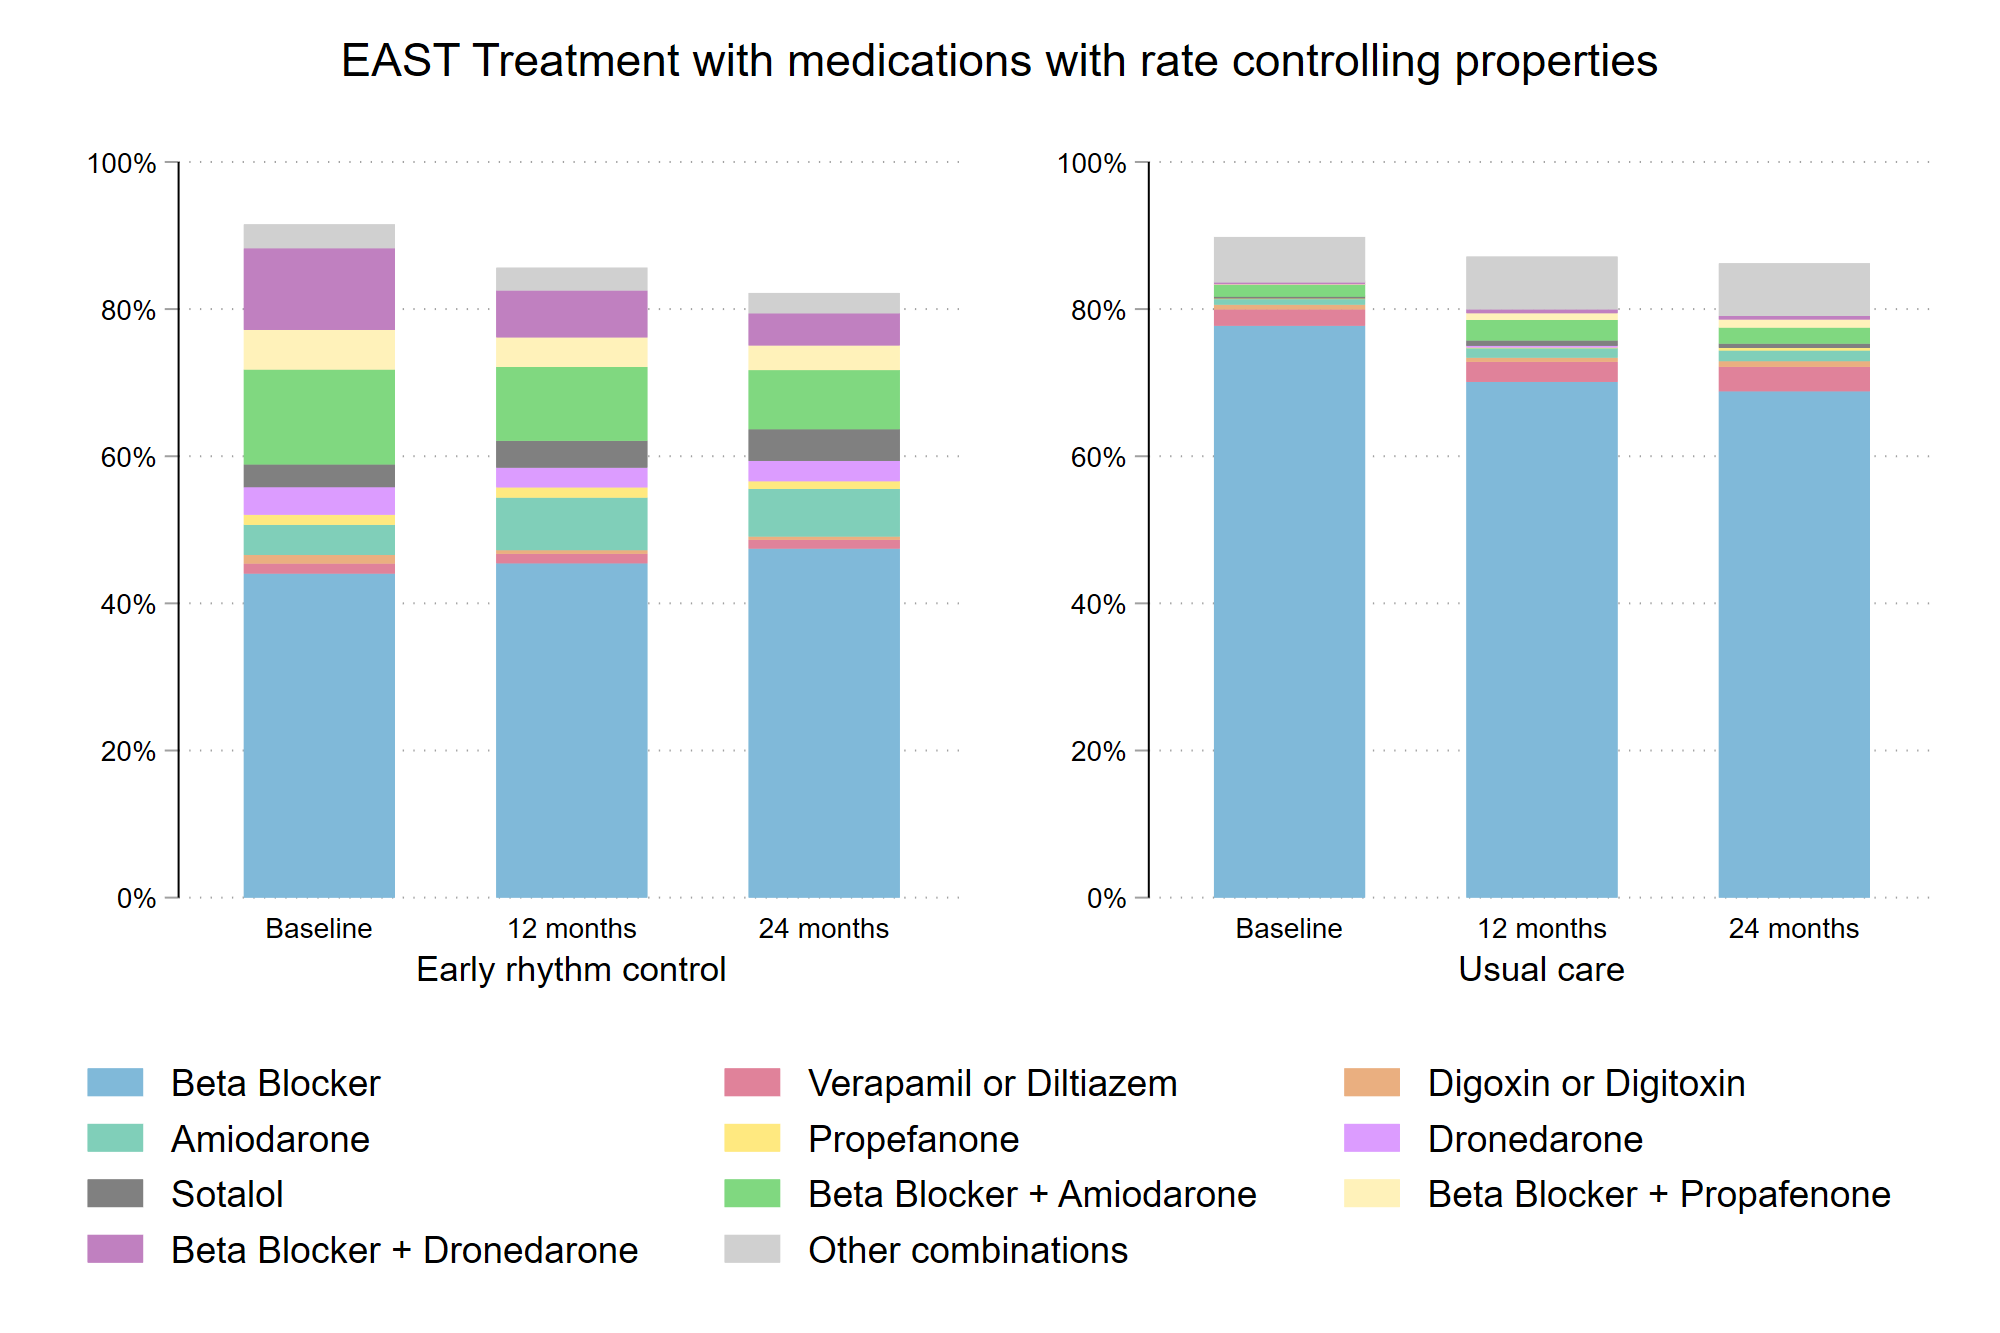 EAST Treatment with medications with rate controlling properties
100%
80%
60%
40%
20%
0%
Baseline 12 months 24 months
Early rhythm control
100%
80%
60%
40%
20%
0%
Baseline 12 months 24 months
Usual care
Beta Blocker Verapamil or Diltiazem Digoxin or Digitoxin
Amiodarone Propefanone Dronedarone
Sotalol Beta Blocker + Amiodarone Beta Blocker + Propafenone
Beta Blocker + Dronedarone Other combinations